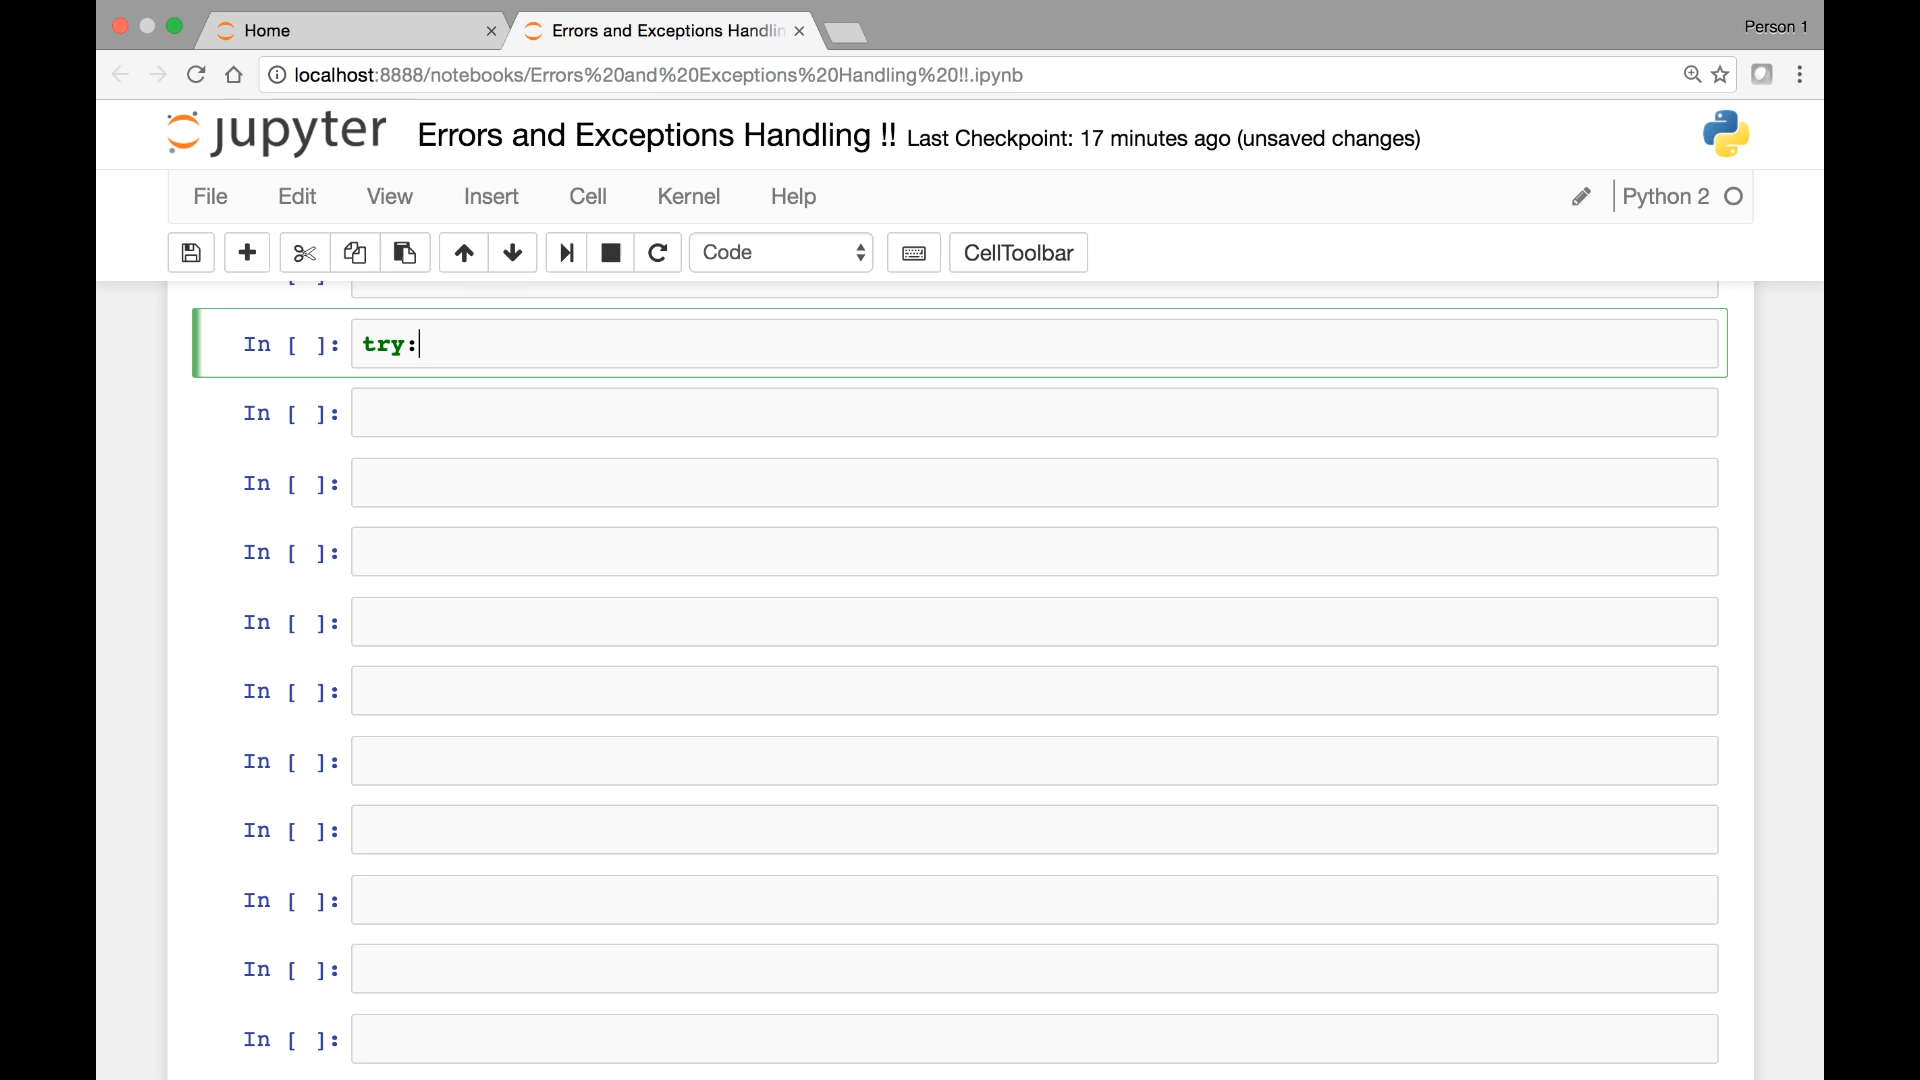 Home
Errors and Exceptions Handlin
Person 1
localhost:8888/notebooks/Errors%20and%20Exceptions%20Handling%20!!.ipynb
jupyter Errors and Exceptions Handling !! Last Checkpoint: 17 minutes ago (unsaved changes)
File Edit View Insert Cell Kernel Help Python 2
Code CellToolbar
In [ ]: try:
In [ ]:
In [ ]:
In [ ]:
In [ ]:
In [ ]:
In [ ]:
In [ ]:
In [ ]:
In [ ]:
In [ ]: